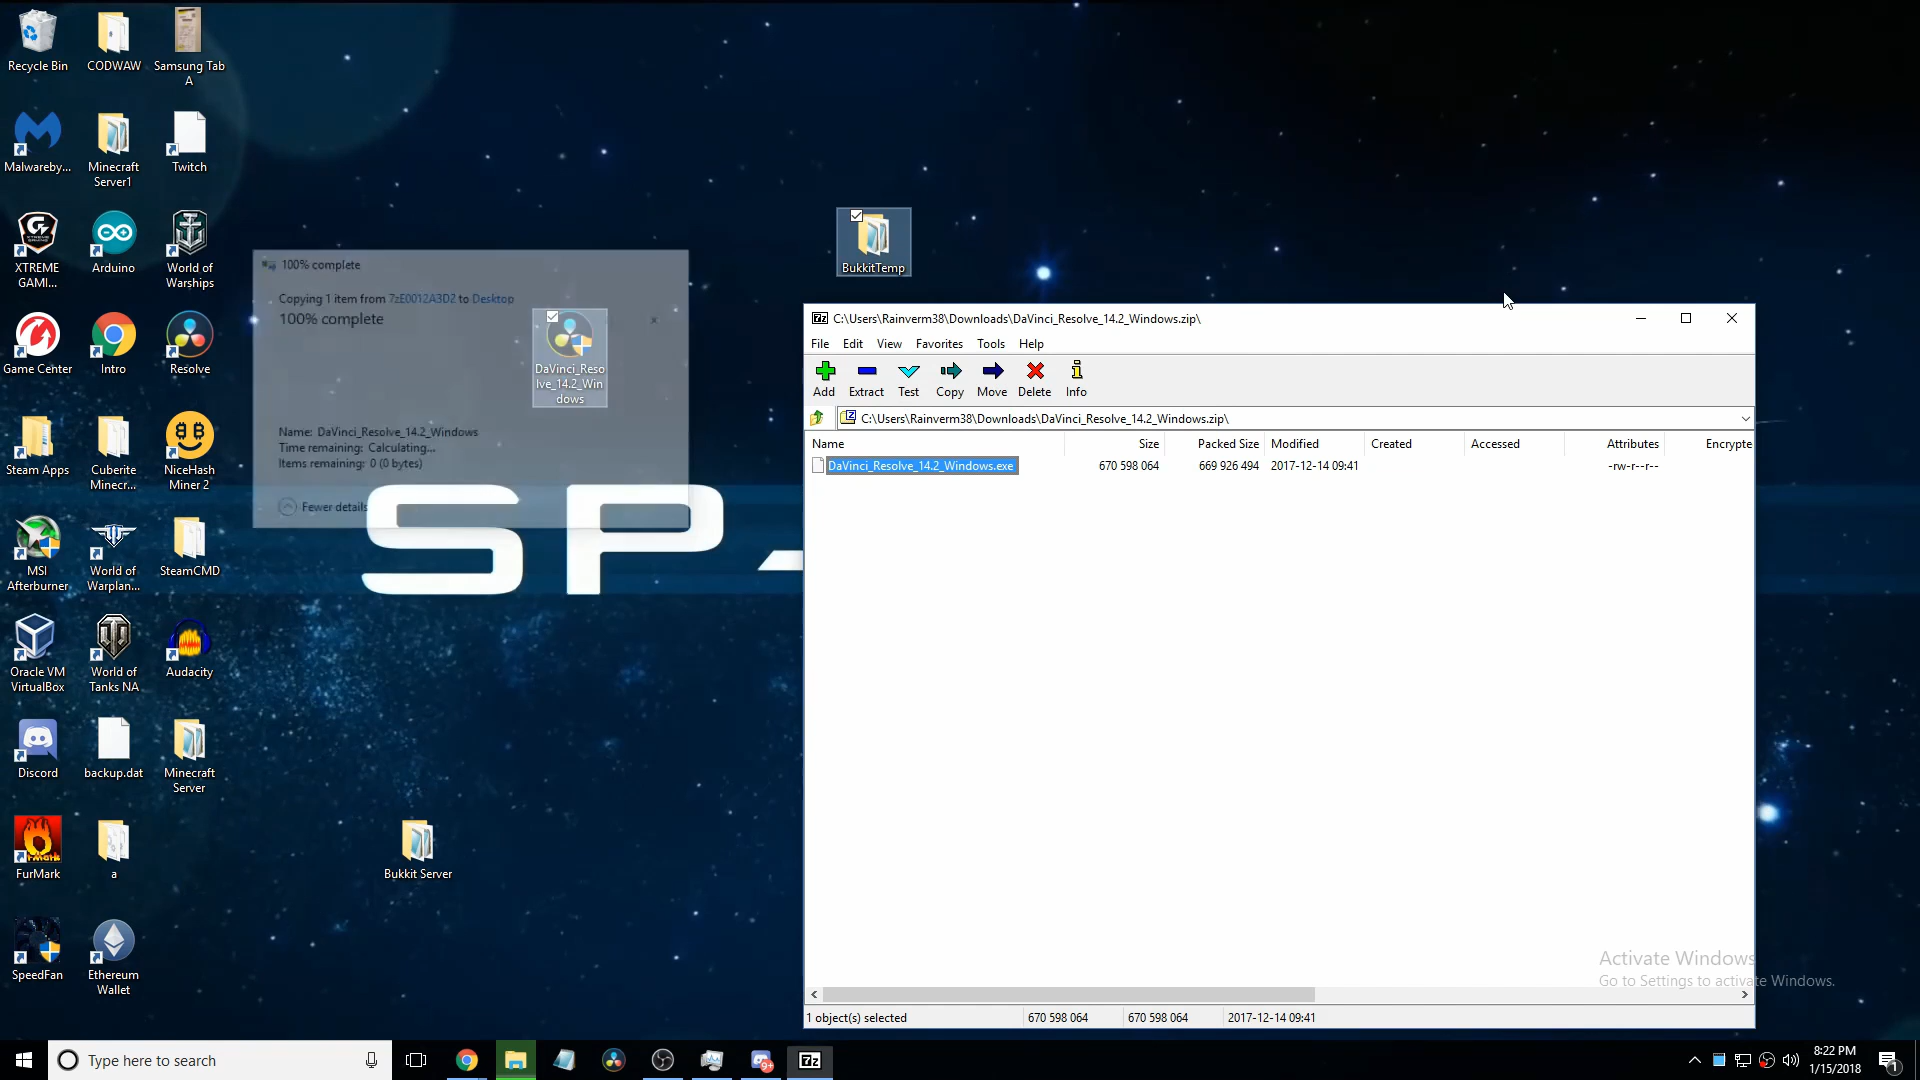 Recycle Bin
CODWAW
Samsung Tab
A
Malwareby...
Minecraft
Server1
Twitch
XTREME
GAMI...
Arduino
World of
Warships
Game Center
Intro
Resolve
Steam Apps
Cuberite
Minecr...
NiceHash
Miner 2
MSI
Afterburner
World of
Warplan...
SteamCMD
Oracle VM
VirtualBox
World of
Tanks NA
Audacity
Discord
backup.dat
Minecraft
Server
FurMark
a
Bukkit Server
SpeedFan
Ethereum
Wallet
BukkitTemp
100% complete
Copying 1 item from 7zE0012A3D2 to Desktop
100% complete
DaVinci_Reso
lve_14.2_Win
dows
Name: DaVinci_Resolve_14.2_Windows
Time remaining: Calculating...
Items remaining: 0 (0 bytes)
Fewer details
SP
C:\Users\Rainverm38\Downloads\DaVinci_Resolve_14.2_Windows.zip\
File Edit View Favorites Tools Help
Add Extract Test Copy Move Delete Info
C:\Users\Rainverm38\Downloads\DaVinci_Resolve_14.2_Windows.zip\
Name Size Packed Size Modified Created Accessed Attributes Encrypte
DaVinci_Resolve_14.2_Windows.exe 670 598 064 669 926 494 2017-12-14 09:41 -rw-r--r--
Activate Windows
Go to Settings to activate Windows.
1 object(s) selected 670 598 064 670 598 064 2017-12-14 09:41
Type here to search
9+
7z
8:22 PM
1/15/2018
1